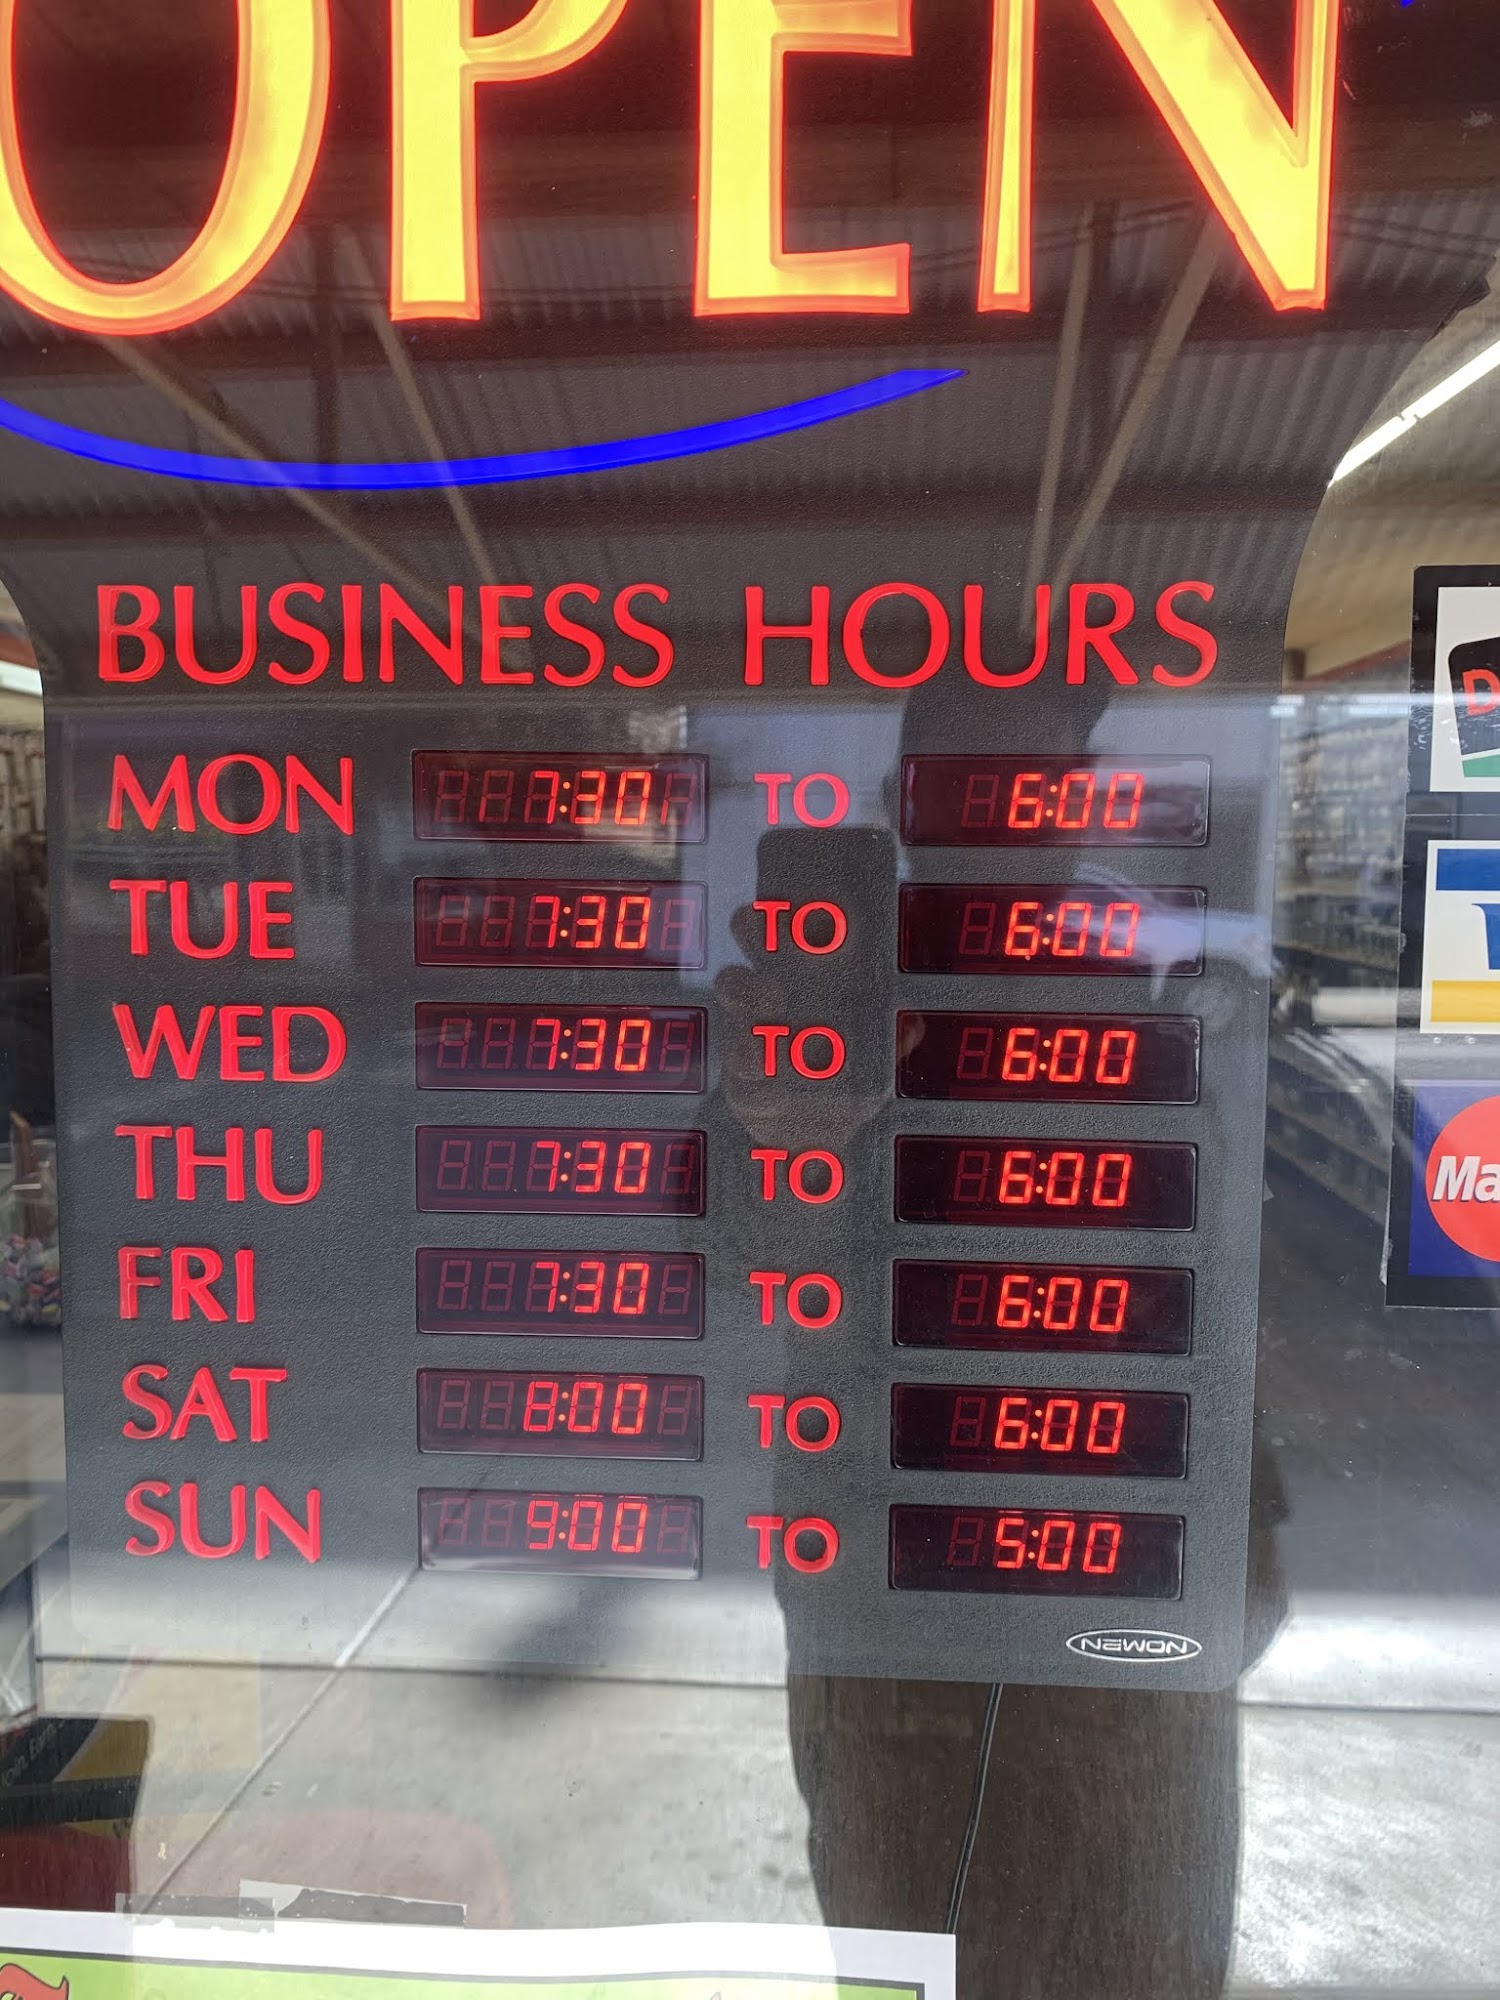 OPEN
BUSINESS HOURS
MON 7:30 TO 6:00
TUE 7:30 TO 6:00
WED 7:30 TO 6:00
THU 7:30 TO 6:00
FRI 7:30 TO 6:00
SAT 8:00 TO 6:00
SUN 9:00 TO 5:00
NEWON
Ma